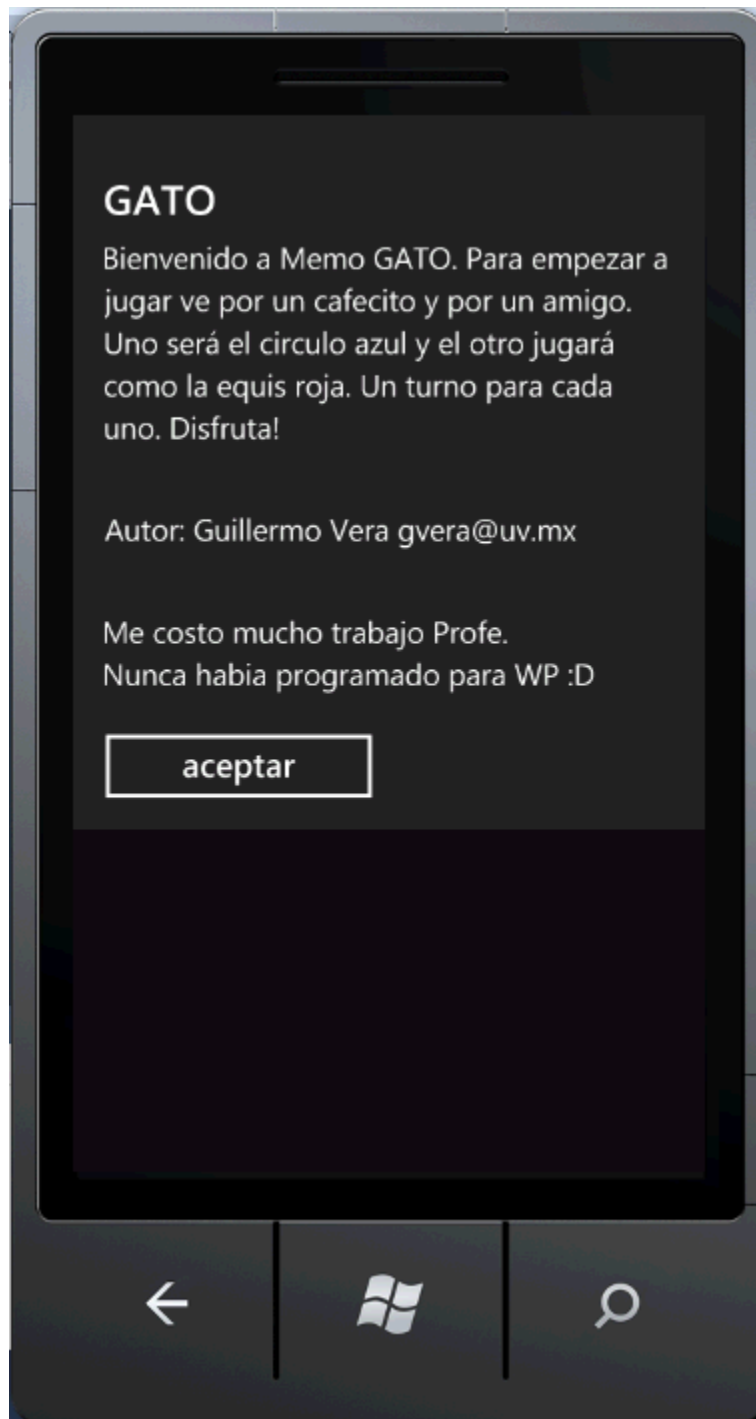 GATO
Bienvenido a Memo GATO. Para empezar a
jugar ve por un cafecito y por un amigo.
Uno será el circulo azul y el otro jugará
como la equis roja. Un turno para cada
uno. Disfruta!
Autor: Guillermo Vera gvera@uv.mx
Me costo mucho trabajo Profe.
Nunca habia programado para WP :D
aceptar